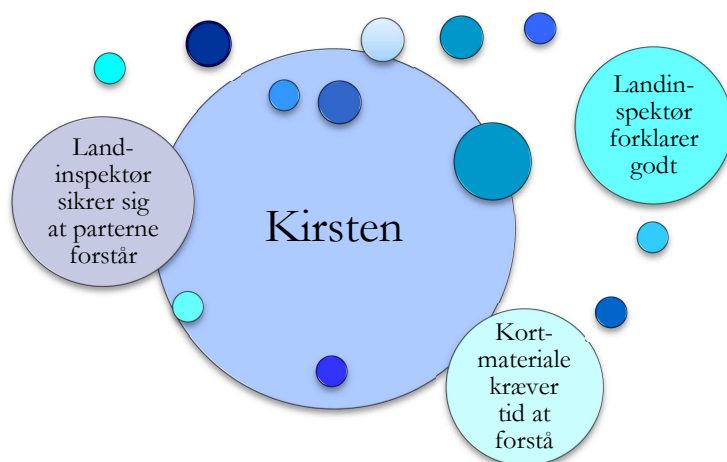 Land-
inspektør
sikrer sig
at parterne
forstår
Kirsten
Landin-
spektør
forklarer
godt
Kort-
materiale
kræver
tid at
forstå